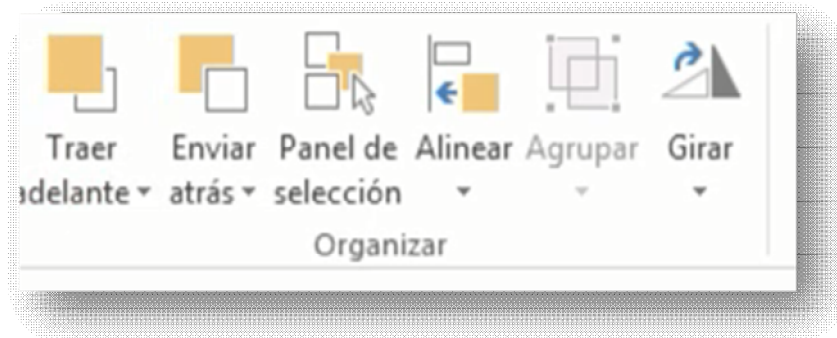 Traer adelante
Enviar atrás
Panel de selección
Alinear
Agrupar
Girar
Organizar